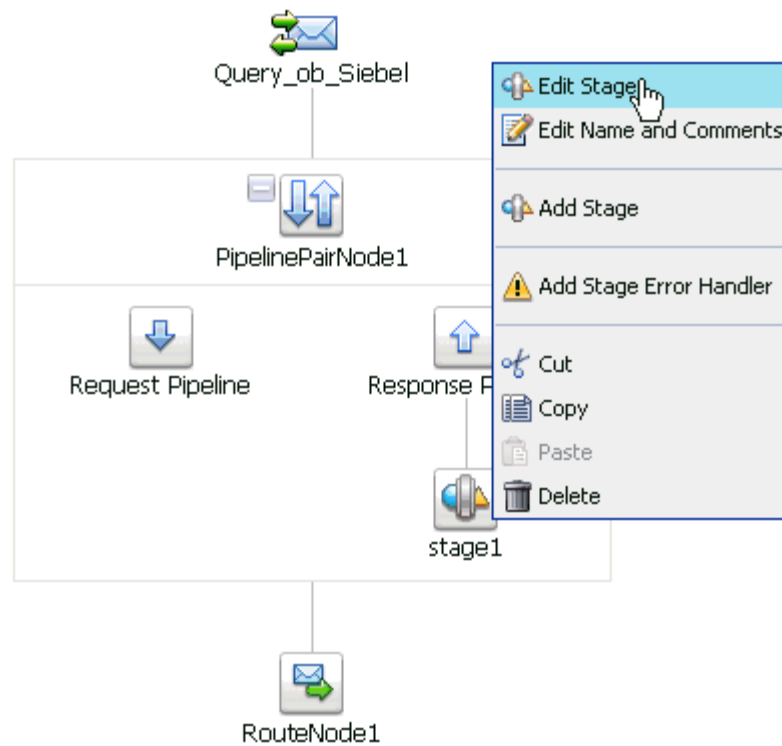 Query_ob_Siebel
Edit Stage
Edit Name and Comments
PipelinePairNode1
Add Stage
Add Stage Error Handler
Request Pipeline
Response P
Cut
Copy
Paste
Delete
stage1
RouteNode1